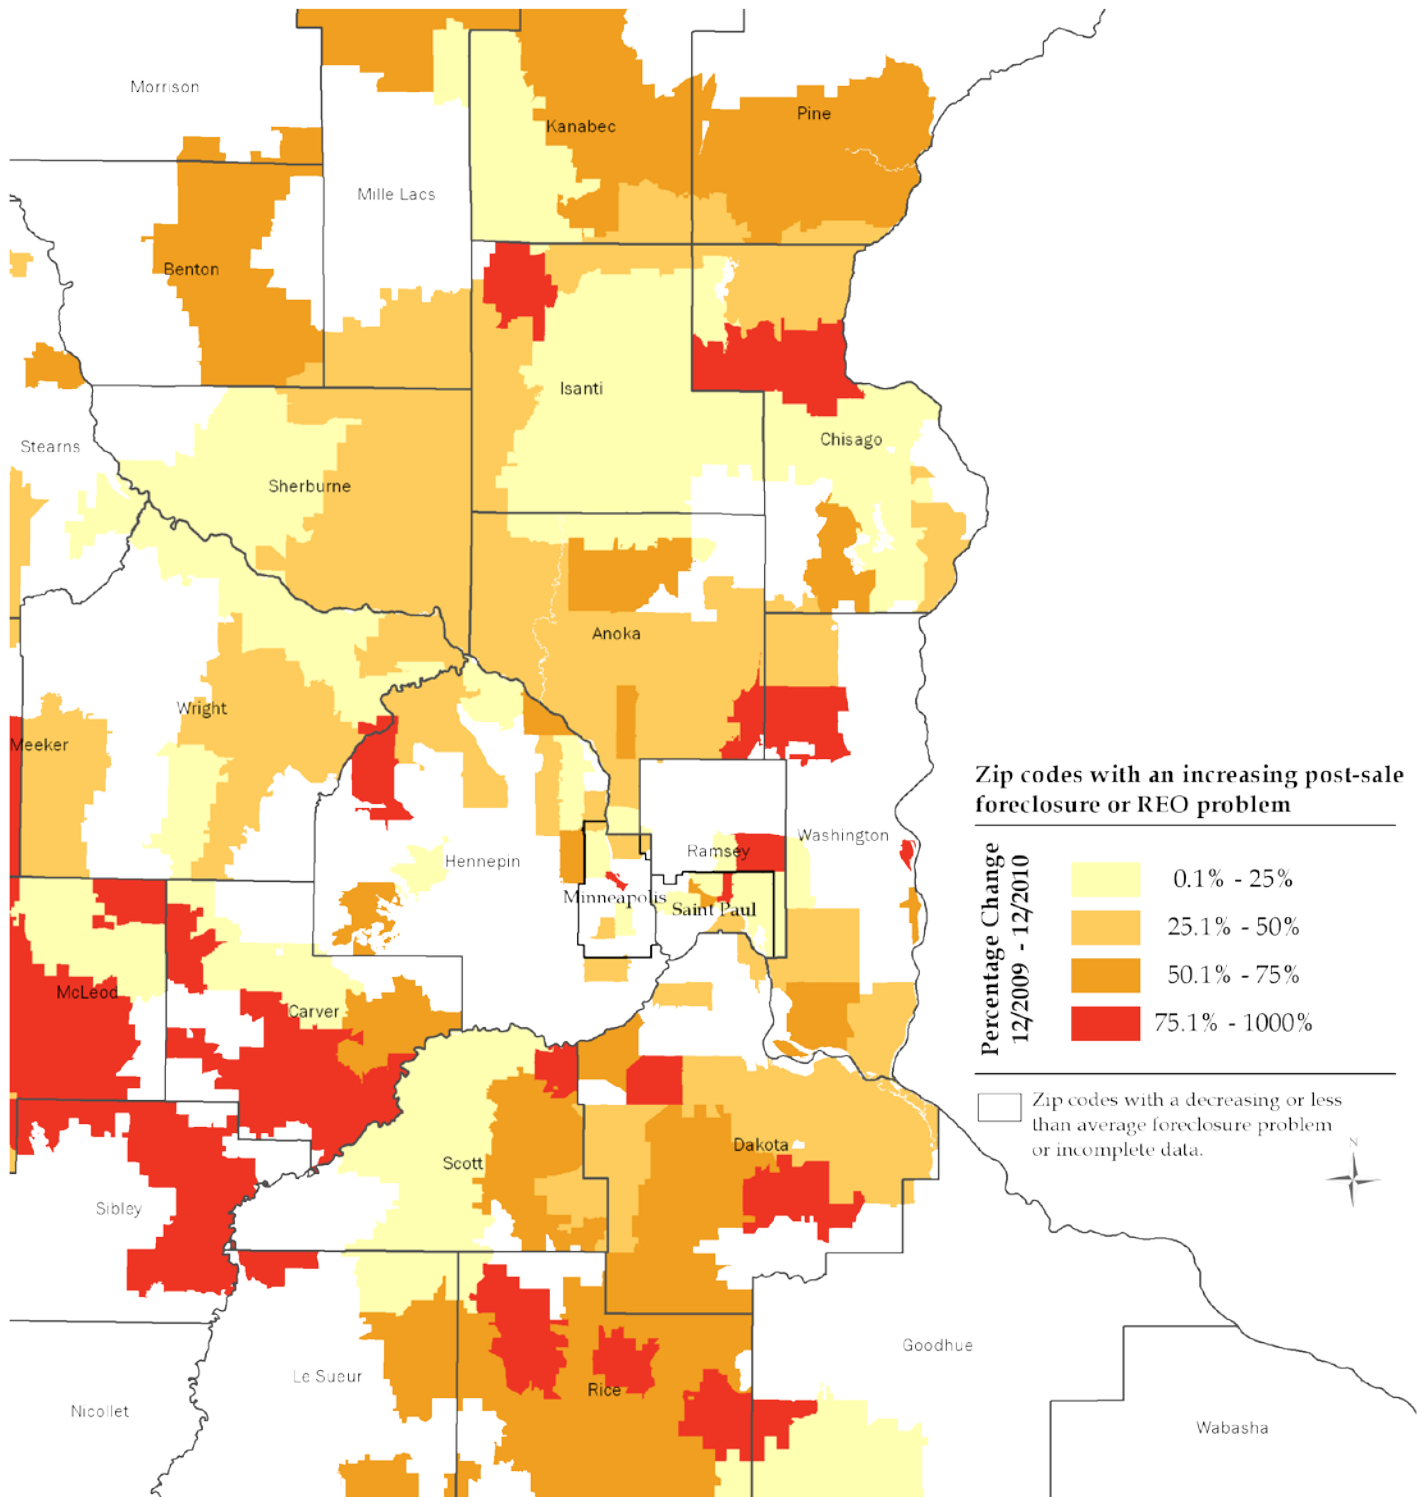 Morrison
Pine
Kanabec
Mille Lacs
Benton
Isanti
Chisago
Stearns
Sherburne
Anoka
Wright
Meeker
Zip codes with an increasing post-sale
foreclosure or REO problem
Percentage Change
12/2009 - 12/2010
0.1% - 25%
25.1% - 50%
50.1% - 75%
75.1% - 1000%
Zip codes with a decreasing or less
than average foreclosure problem
or incomplete data.
N
Washington
Ramsey
Hennepin
Minneapolis
Saint Paul
McLeod
Carver
Dakota
Scott
Sibley
Goodhue
Le Sueur
Rice
Nicollet
Wabasha